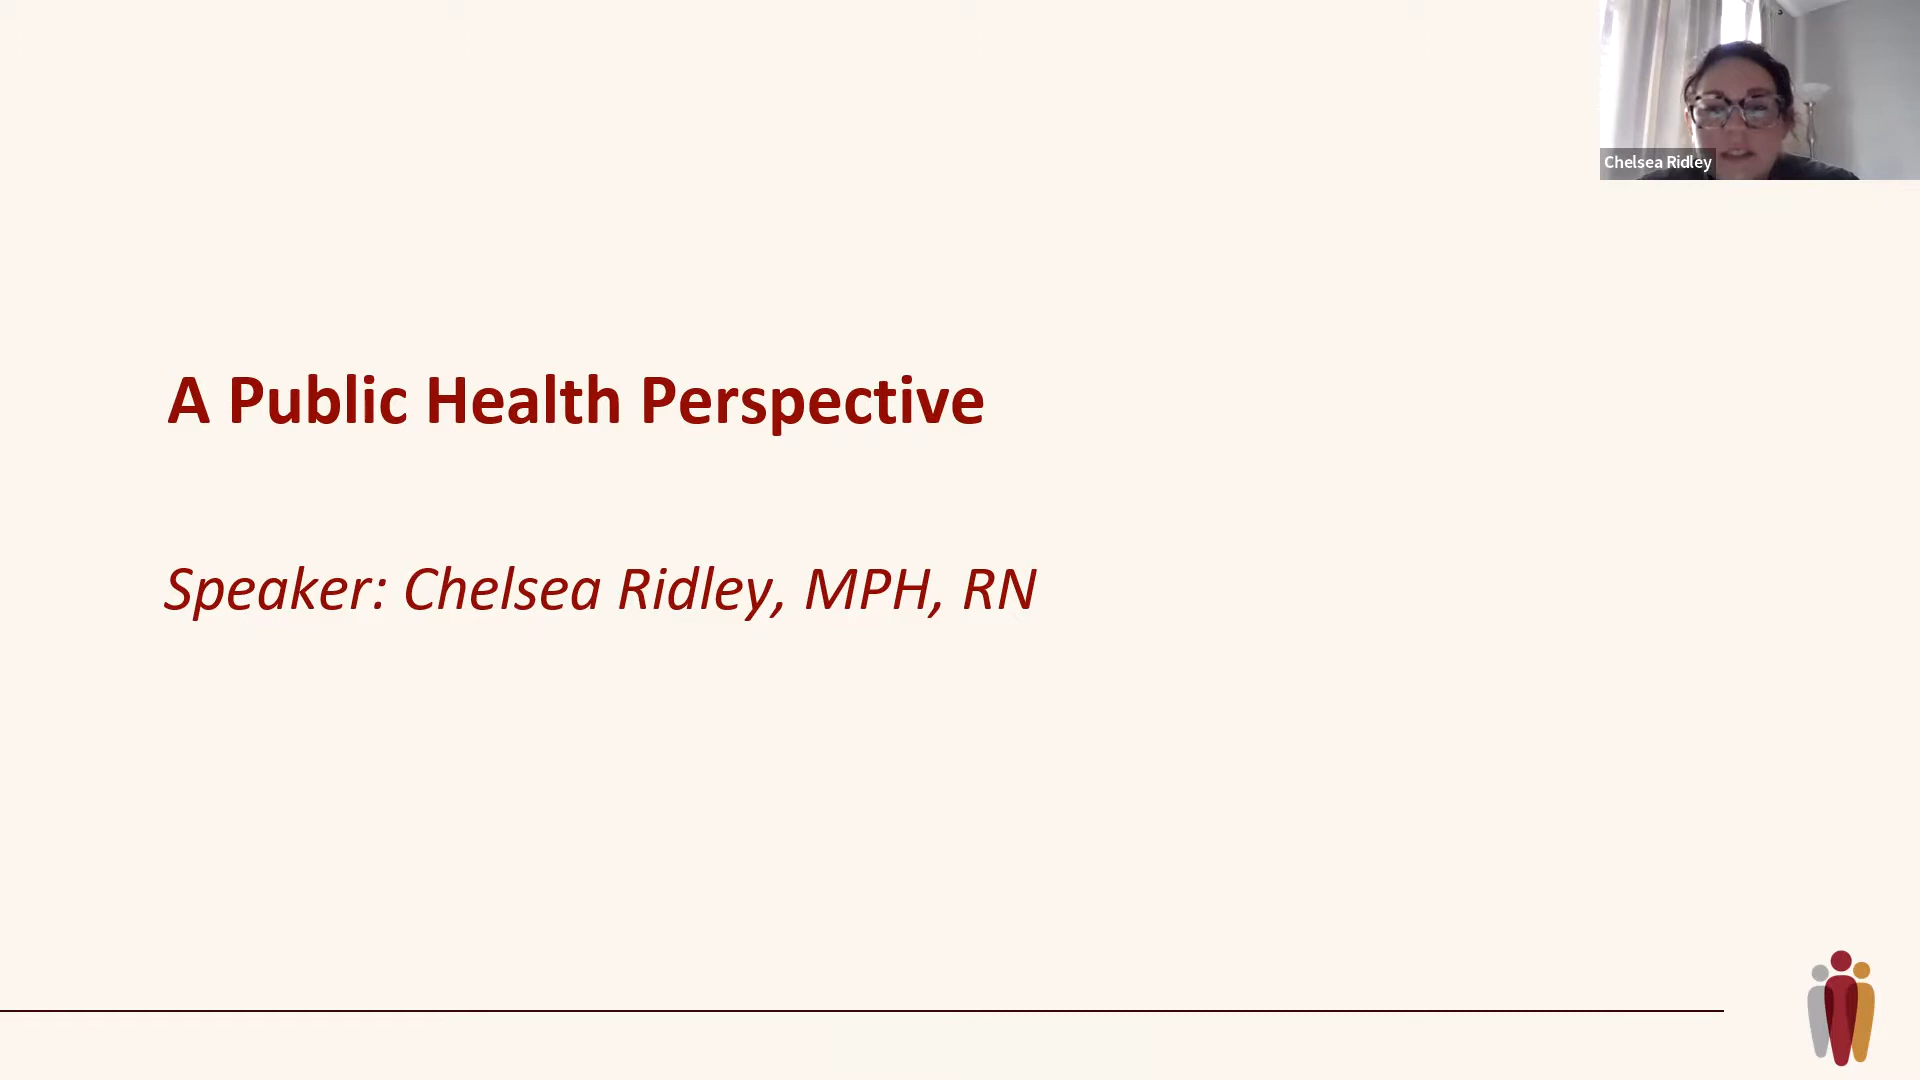 Chelsea Ridley
A Public Health Perspective
Speaker: Chelsea Ridley, MPH, RN